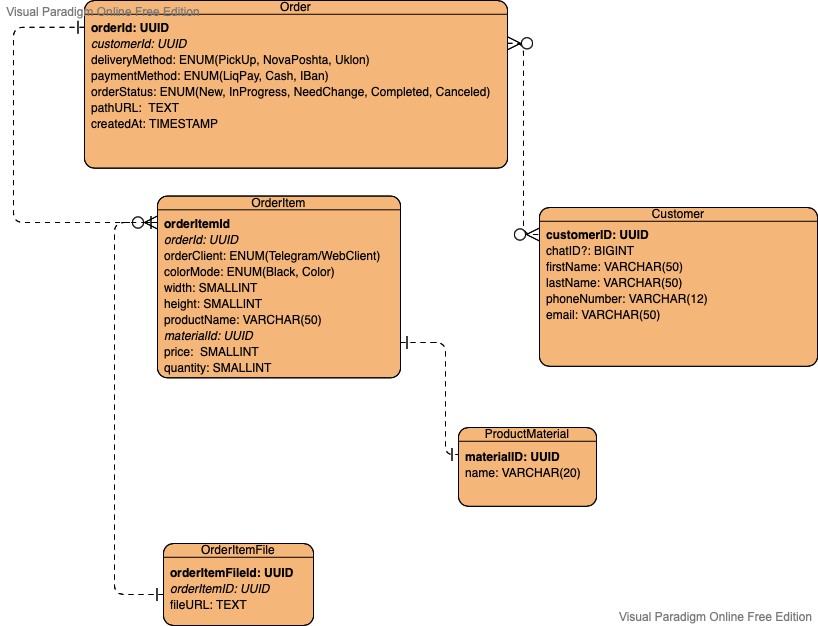 Visual Paradigm Online Free Edition
Order
orderId: UUID
customerId: UUID
deliveryMethod: ENUM(PickUp, NovaPoshta, Uklon)
paymentMethod: ENUM(LiqPay, Cash, IBan)
orderStatus: ENUM(New, InProgress, NeedChange, Completed, Canceled)
pathURL:  TEXT
createdAt: TIMESTAMP
OrderItem
orderItemId
orderId: UUID
orderClient: ENUM(Telegram/WebClient)
colorMode: ENUM(Black, Color)
width: SMALLINT
height: SMALLINT
productName: VARCHAR(50)
materialId: UUID
price:  SMALLINT
quantity: SMALLINT
Customer
customerID: UUID
chatID?: BIGINT
firstName: VARCHAR(50)
lastName: VARCHAR(50)
phoneNumber: VARCHAR(12)
email: VARCHAR(50)
ProductMaterial
materialID: UUID
name: VARCHAR(20)
OrderItemFile
orderItemFileId: UUID
orderItemID: UUID
fileURL: TEXT
Visual Paradigm Online Free Edition